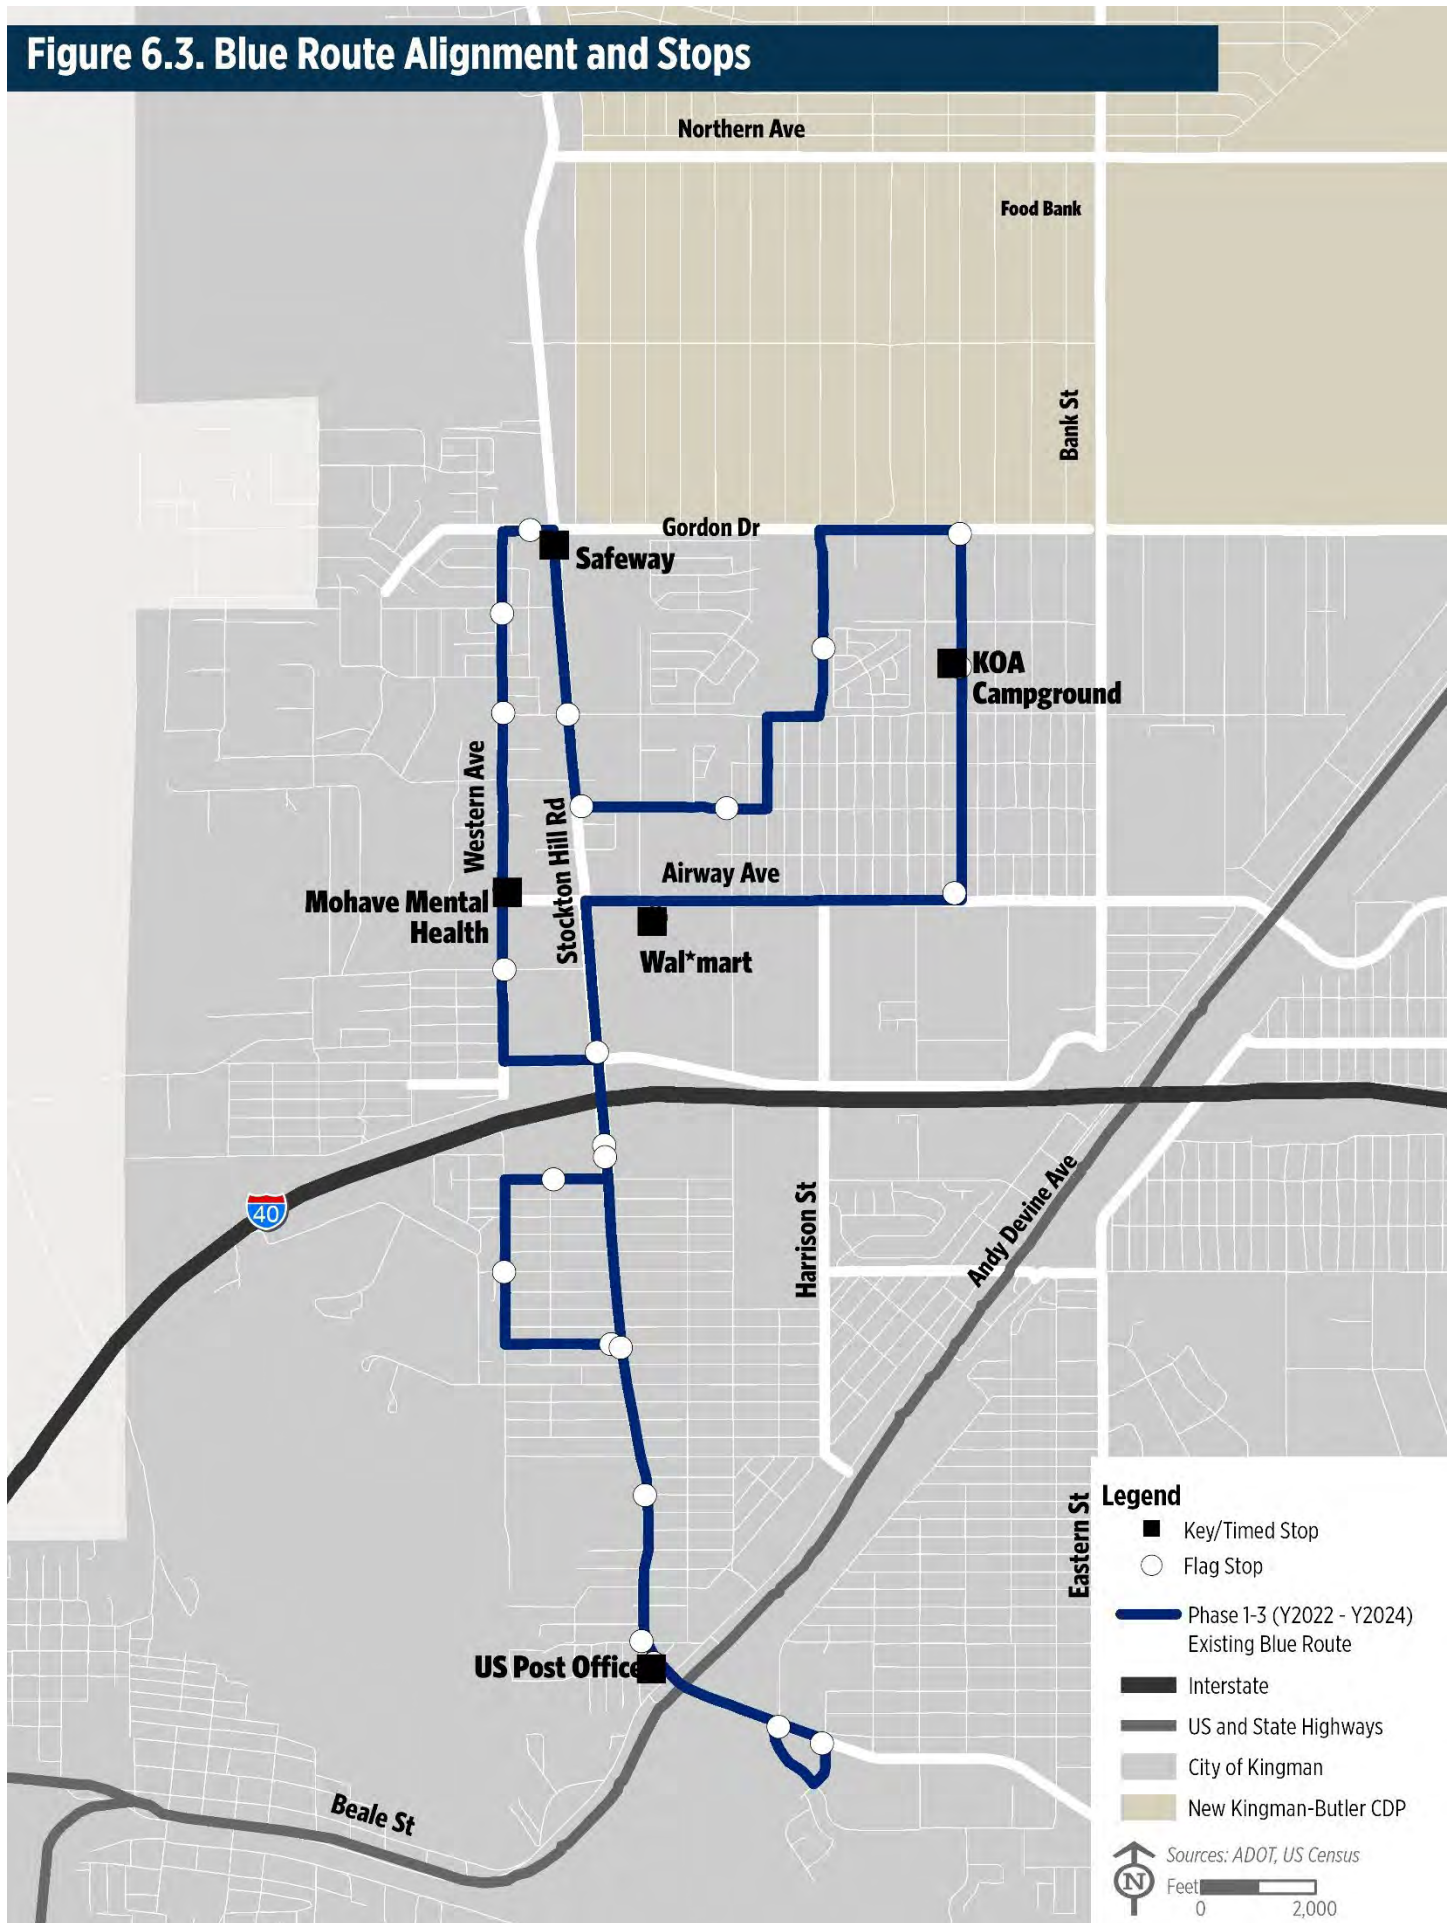 Figure 6.3. Blue Route Alignment and Stops
Northern Ave
Food Bank
Bank St
Gordon Dr
Safeway
KOA
Campground
Western Ave
Stockton Hill Rd
Airway Ave
Mohave Mental
Health
Wal*mart
40
Harrison St
Andy Devine Ave
Eastern St
US Post Office
Beale St
Legend
Key/Timed Stop
Flag Stop
Phase 1-3 (Y2022 - Y2024)
Existing Blue Route
Interstate
US and State Highways
City of Kingman
New Kingman-Butler CDP
Sources: ADOT, US Census
N
Feet
0 2,000